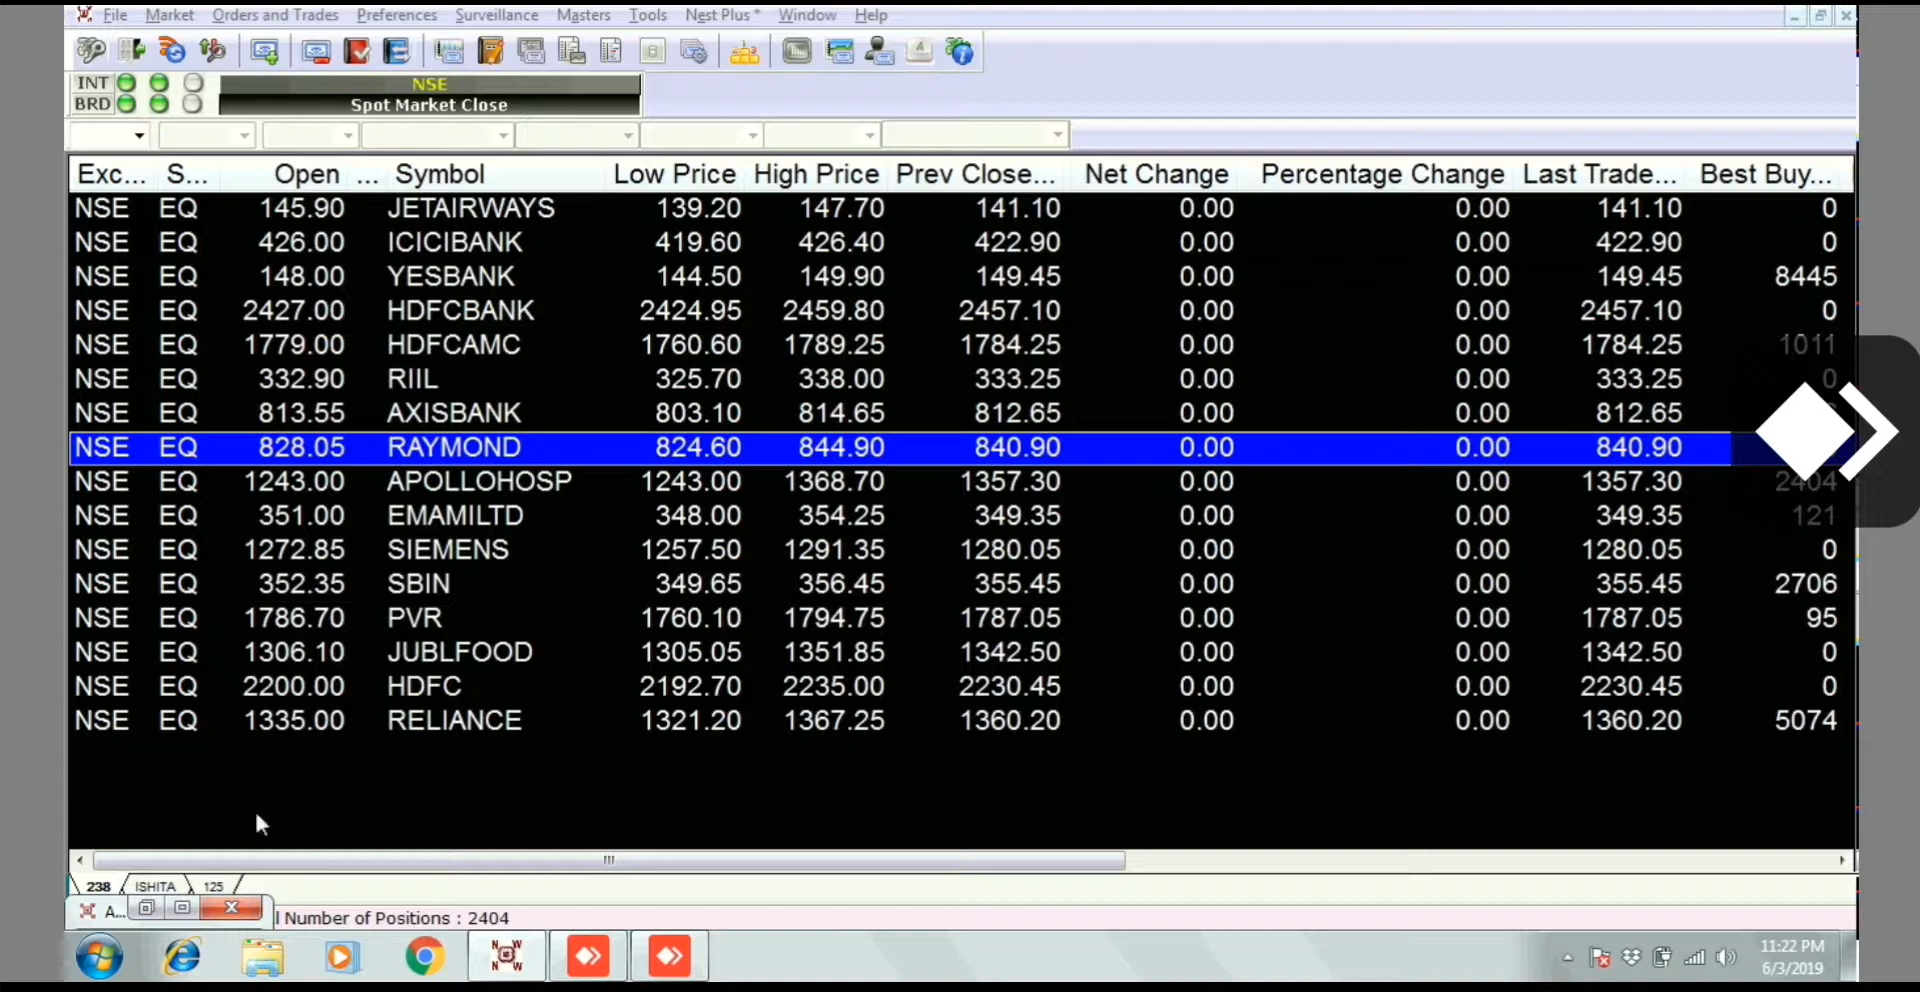 File Market Orders and Trades Preferences Surveillance Masters Tools Nest Plus * Window Help
INT NSE
BRD Spot Market Close
Exc... S... Open ... Symbol Low Price High Price Prev Close... Net Change Percentage Change Last Trade... Best Buy...
NSE EQ 145.90 JETAIRWAYS 139.20 147.70 141.10 0.00 0.00 141.10 0
NSE EQ 426.00 ICICIBANK 419.60 426.40 422.90 0.00 0.00 422.90 0
NSE EQ 148.00 YESBANK 144.50 149.90 149.45 0.00 0.00 149.45 8445
NSE EQ 2427.00 HDFCBANK 2424.95 2459.80 2457.10 0.00 0.00 2457.10 0
NSE EQ 1779.00 HDFCAMC 1760.60 1789.25 1784.25 0.00 0.00 1784.25 1011
NSE EQ 332.90 RIIL 325.70 338.00 333.25 0.00 0.00 333.25 0
NSE EQ 813.55 AXISBANK 803.10 814.65 812.65 0.00 0.00 812.65
NSE EQ 828.05 RAYMOND 824.60 844.90 840.90 0.00 0.00 840.90
NSE EQ 1243.00 APOLLOHOSP 1243.00 1368.70 1357.30 0.00 0.00 1357.30 2404
NSE EQ 351.00 EMAMILTD 348.00 354.25 349.35 0.00 0.00 349.35 121
NSE EQ 1272.85 SIEMENS 1257.50 1291.35 1280.05 0.00 0.00 1280.05 0
NSE EQ 352.35 SBIN 349.65 356.45 355.45 0.00 0.00 355.45 2706
NSE EQ 1786.70 PVR 1760.10 1794.75 1787.05 0.00 0.00 1787.05 95
NSE EQ 1306.10 JUBLFOOD 1305.05 1351.85 1342.50 0.00 0.00 1342.50 0
NSE EQ 2200.00 HDFC 2192.70 2235.00 2230.45 0.00 0.00 2230.45 0
NSE EQ 1335.00 RELIANCE 1321.20 1367.25 1360.20 0.00 0.00 1360.20 5074
238 ISHITA 125
A... l Number of Positions : 2404
11:22 PM
6/3/2019